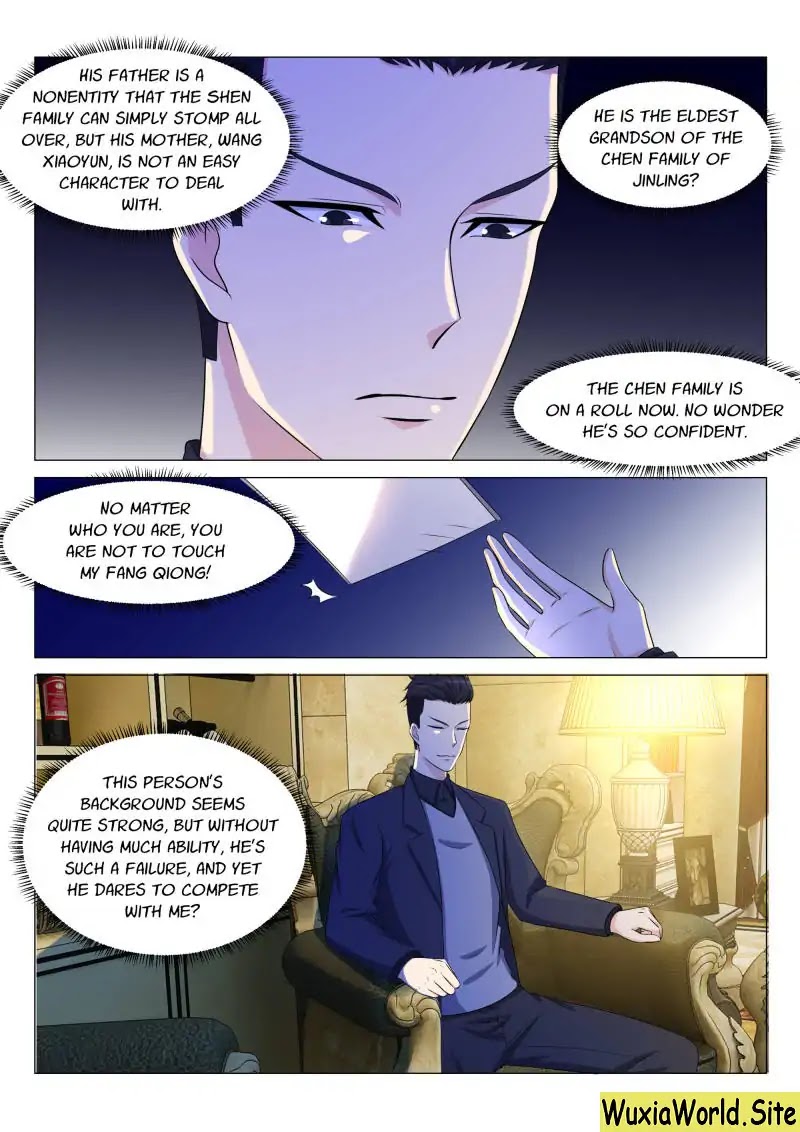 HIS FATHER IS A
NONENTITY THAT THE SHEN
FAMILY CAN SIMPLY STOMP ALL
OVER, BUT HIS MOTHER, WANG
XIAOYUN, IS NOT AN EASY
CHARACTER TO DEAL
WITH.
HE IS THE ELDEST
GRANDSON OF THE
CHEN FAMILY OF
JINLING?
THE CHEN FAMILY IS
ON A ROLL NOW. NO WONDER
HE'S SO CONFIDENT.
NO MATTER
WHO YOU ARE, YOU
ARE NOT TO TOUCH
MY FANG QIONG!
THIS PERSON'S
BACKGROUND SEEMS
QUITE STRONG, BUT WITHOUT
HAVING MUCH ABILITY, HE'S
SUCH A FAILURE, AND YET
HE DARES TO COMPETE
WITH ME?
WuxiaWorld.Site